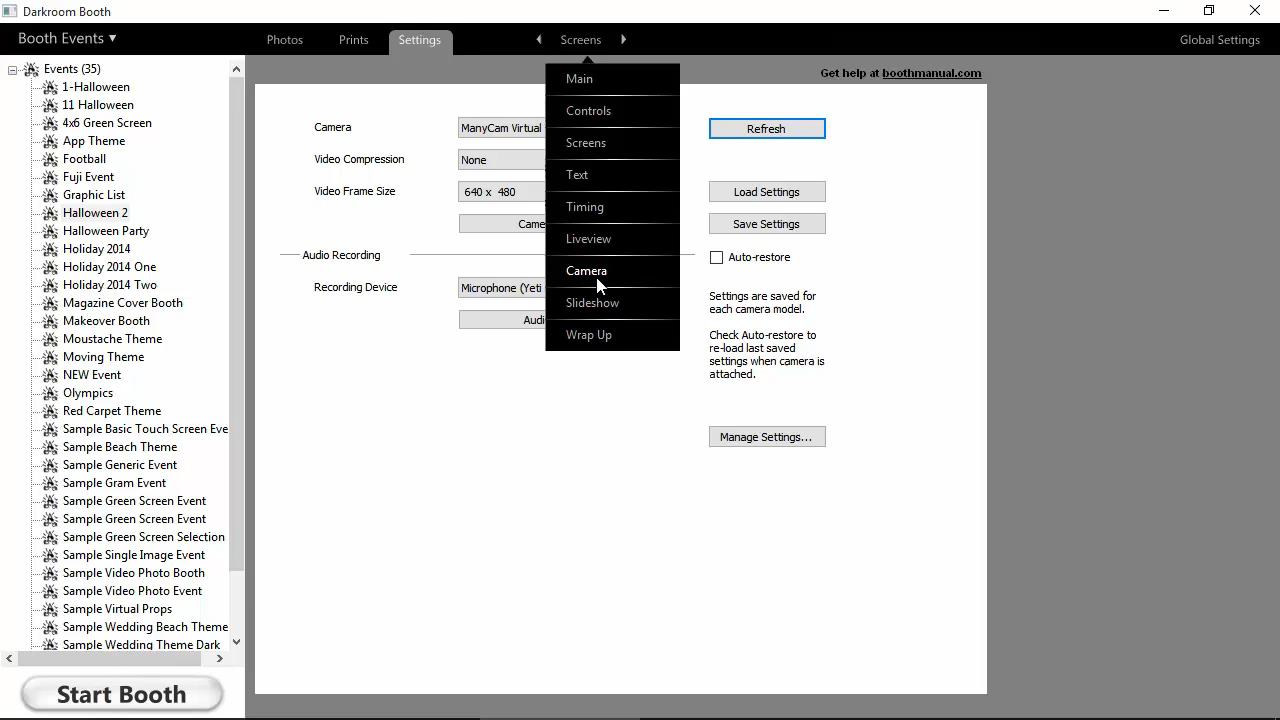 Darkroom Booth
Booth Events
Photos
Prints
Settings
Screens
Global Settings
Events (35)
1-Halloween
11 Halloween
4x6 Green Screen
App Theme
Football
Fuji Event
Graphic List
Halloween 2
Halloween Party
Holiday 2014
Holiday 2014 One
Holiday 2014 Two
Magazine Cover Booth
Makeover Booth
Moustache Theme
Moving Theme
NEW Event
Olympics
Red Carpet Theme
Sample Basic Touch Screen Eve
Sample Beach Theme
Sample Generic Event
Sample Gram Event
Sample Green Screen Event
Sample Green Screen Event
Sample Green Screen Selection
Sample Single Image Event
Sample Video Photo Booth
Sample Video Photo Event
Sample Virtual Props
Sample Wedding Beach Theme
Sample Wedding Theme Dark
Start Booth
Get help at boothmanual.com
Camera
ManyCam Virtual
Video Compression
None
Video Frame Size
640 x 480
Came
Audio Recording
Recording Device
Microphone (Yeti
Audi
Main
Controls
Screens
Text
Timing
Liveview
Camera
Slideshow
Wrap Up
Refresh
Load Settings
Save Settings
Auto-restore
Settings are saved for
each camera model.
Check Auto-restore to
re-load last saved
settings when camera is
attached.
Manage Settings...